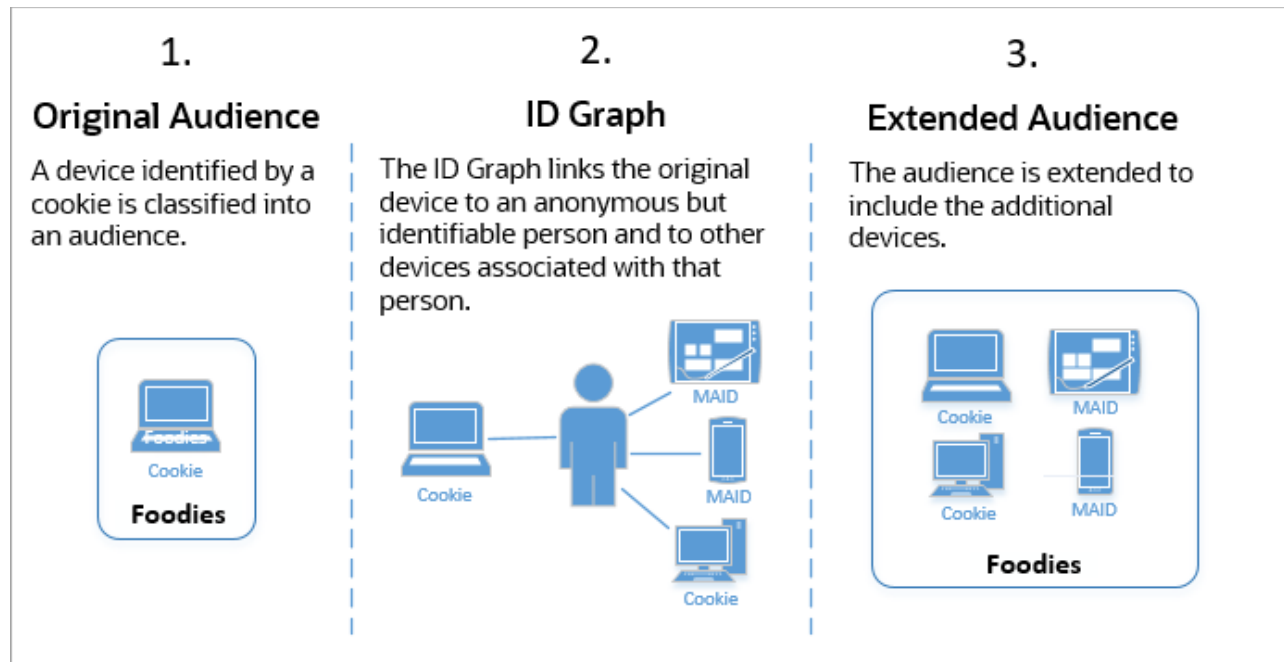 1.
Original Audience
A device identified by a
cookie is classified into
an audience.
Foodies
Cookie
Foodies
2.
ID Graph
The ID Graph links the original
device to an anonymous but
identifiable person and to other
devices associated with that
person.
MAID
Cookie
MAID
Cookie
3.
Extended Audience
The audience is extended to
include the additional
devices.
Cookie
MAID
Cookie
MAID
Foodies